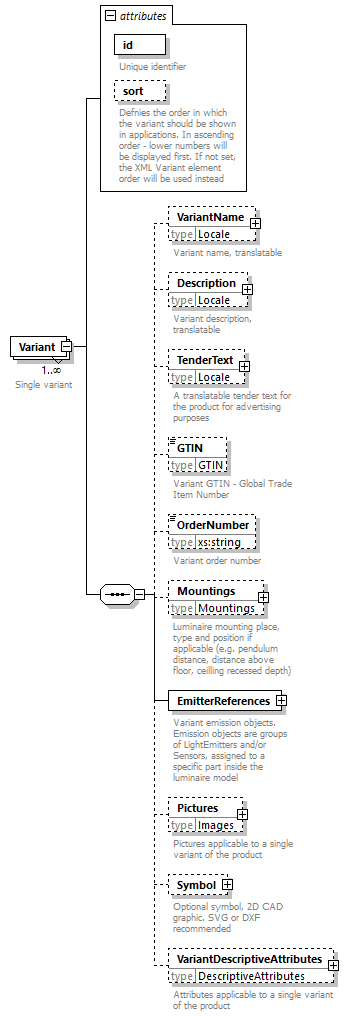 attributes
id
Unique identifier
sort
Defnies the order in which
the variant should be shown
in applications. In ascending
order - lower numbers will
be displayed first. If not set,
the XML Variant element
order will be used instead
Variant
1..∞
Single variant
VariantName
type Locale
Variant name, translatable
Description
type Locale
Variant description,
translatable
TenderText
type Locale
A translatable tender text for
the product for advertising
purposes
GTIN
type GTIN
Variant GTIN - Global Trade
Item Number
OrderNumber
type xs:string
Variant order number
Mountings
type Mountings
Luminaire mounting place,
type and position if
applicable (e.g. pendulum
distance, distance above
floor, ceilling recessed depth)
EmitterReferences
Variant emission objects.
Emission objects are groups
of LightEmitters and/or
Sensors, assigned to a
specific part inside the
luminaire model
Pictures
type Images
Pictures applicable to a single
variant of the product
Symbol
Optional symbol, 2D CAD
graphic. SVG or DXF
recommended
VariantDescriptiveAttributes
type DescriptiveAttributes
Attributes applicable to a single variant
of the product